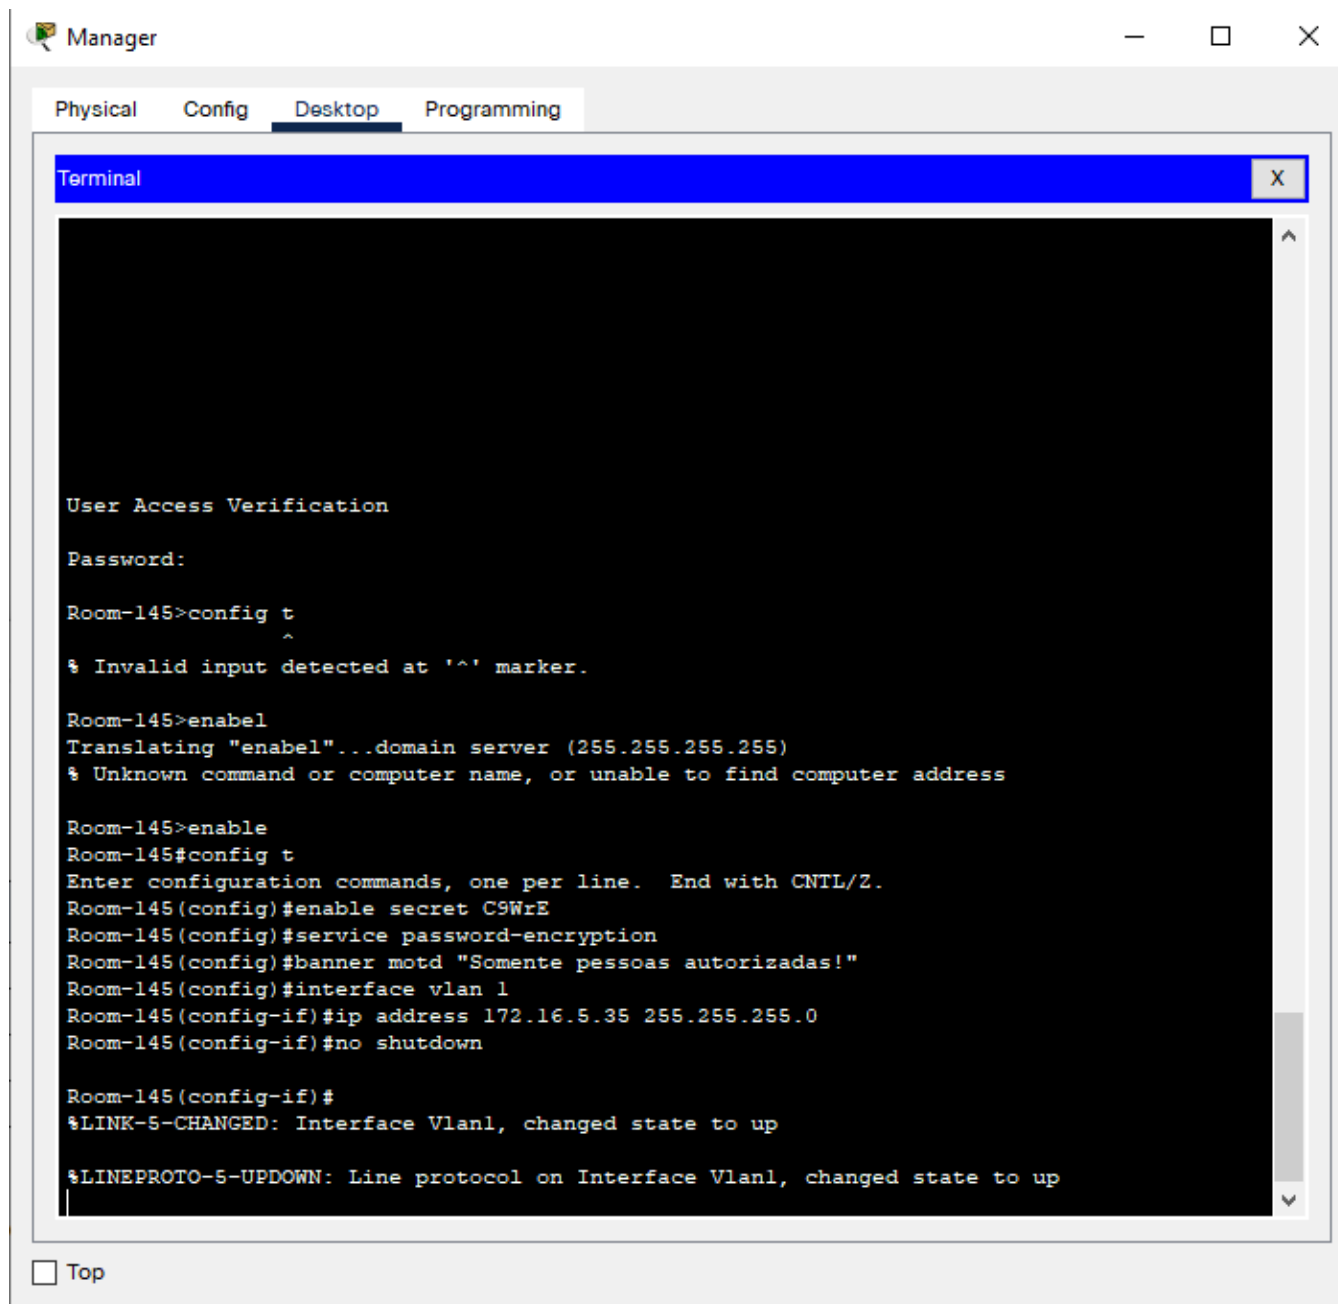 Manager
Physical Config Desktop Programming
Terminal X
User Access Verification
Password:
Room-145>config t
^
% Invalid input detected at '^' marker.
Room-145>enabel
Translating "enabel"...domain server (255.255.255.255)
% Unknown command or computer name, or unable to find computer address
Room-145>enable
Room-145#config t
Enter configuration commands, one per line.  End with CNTL/Z.
Room-145(config)#enable secret C9WrE
Room-145(config)#service password-encryption
Room-145(config)#banner motd "Somente pessoas autorizadas!"
Room-145(config)#interface vlan 1
Room-145(config-if)#ip address 172.16.5.35 255.255.255.0
Room-145(config-if)#no shutdown
Room-145(config-if)#
%LINK-5-CHANGED: Interface Vlan1, changed state to up
%LINEPROTO-5-UPDOWN: Line protocol on Interface Vlan1, changed state to up
Top